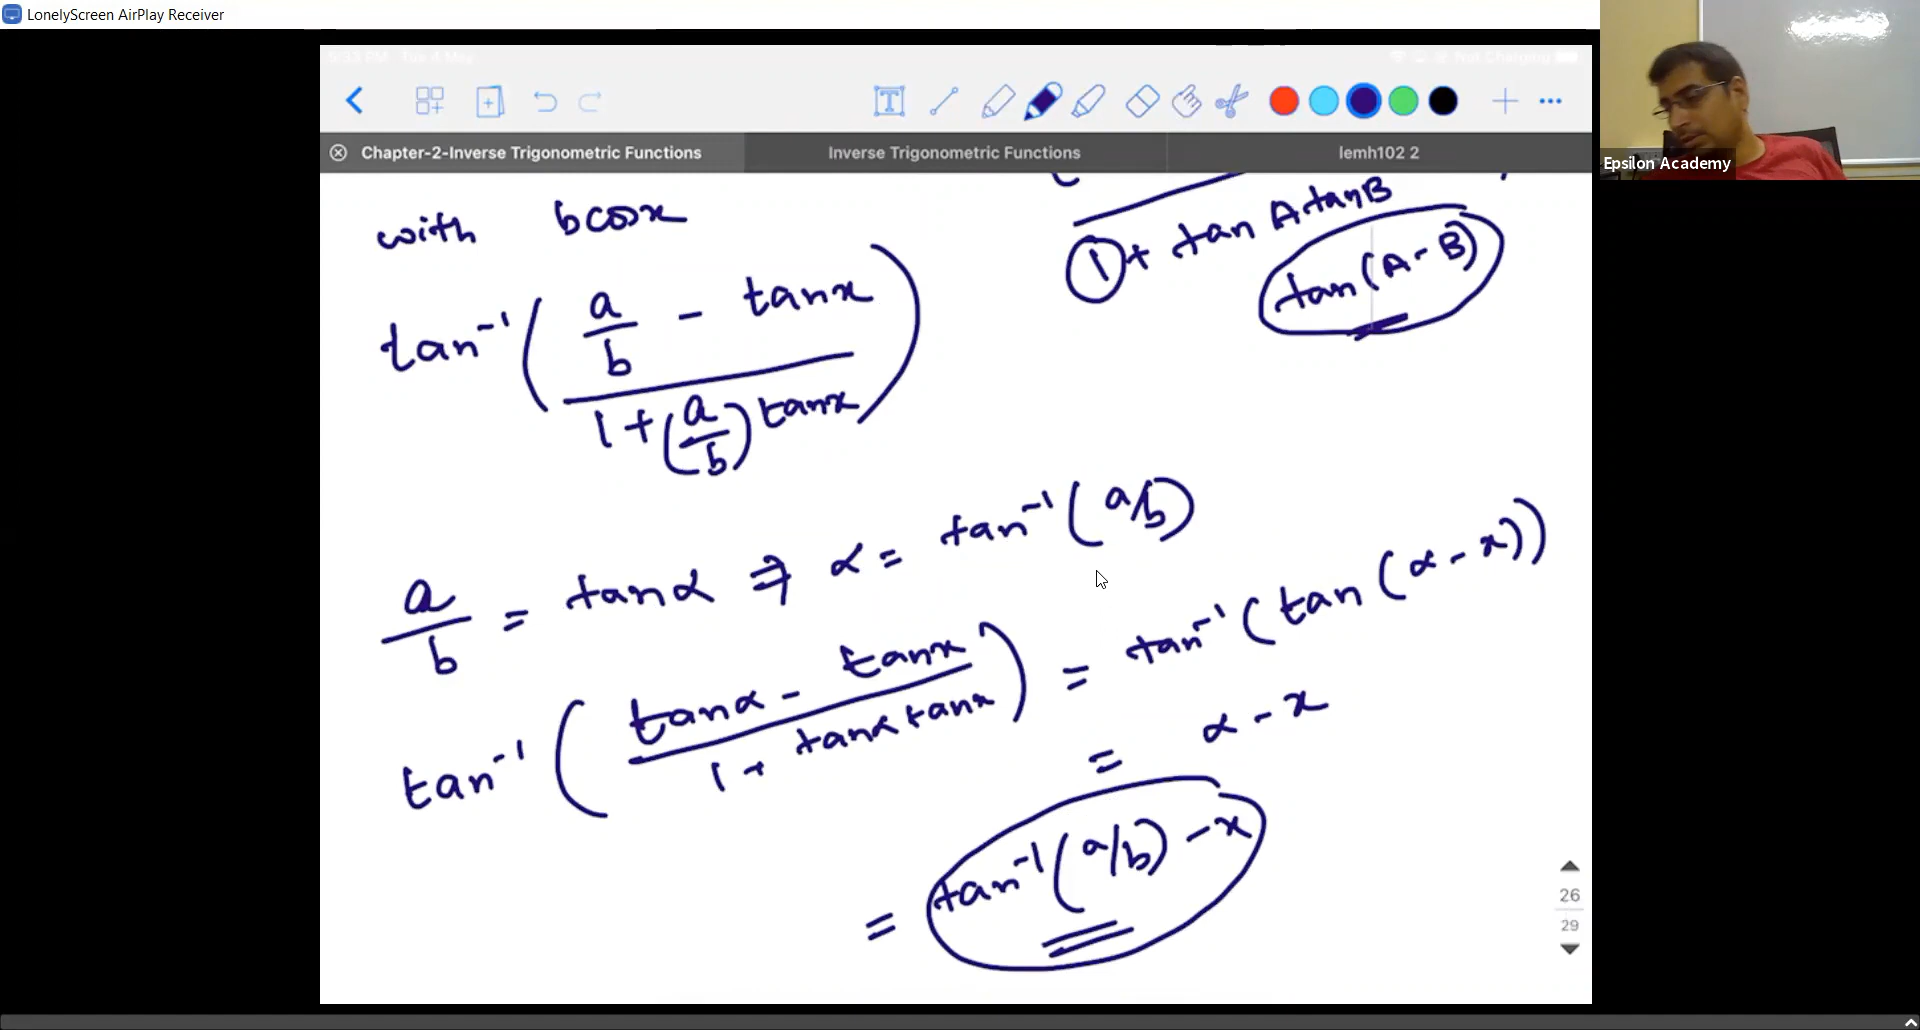 LonelyScreen AirPlay Receiver
Chapter-2-Inverse Trigonometric Functions
Inverse Trigonometric Functions
lemh102 2
Epsilon Academy
with b cosx
1 + tan A tan B
tan (A - B)
tan⁻¹ ( a/b - tanx / 1 + (a/b) tanx )
a/b = tanα ⇒ α = tan⁻¹ (a/b)
tan⁻¹ ( tanα - tanx / 1 + tanα tanx ) = tan⁻¹ (tan (α - x))
= α - x
= tan⁻¹ (a/b) - x
26
29